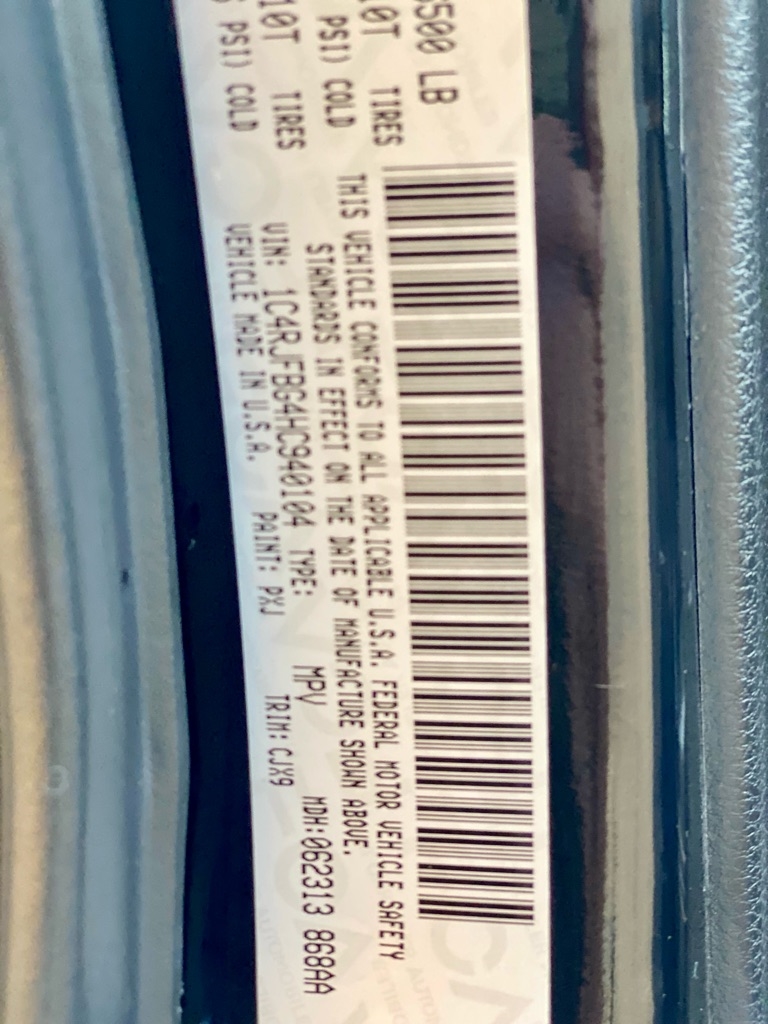 500 LB
10T TIRES
PSI) COLD
10T TIRES
PSI) COLD
THIS VEHICLE CONFORMS TO ALL APPLICABLE U.S.A. FEDERAL MOTOR VEHICLE SAFETY
STANDARDS IN EFFECT ON THE DATE OF MANUFACTURE SHOWN ABOVE.
VIN: 1C4RJFBG4HC940104 TYPE: MPV MDH:062313 868AA
VEHICLE MADE IN U.S.A. PAINT: PXJ TRIM:CJX9